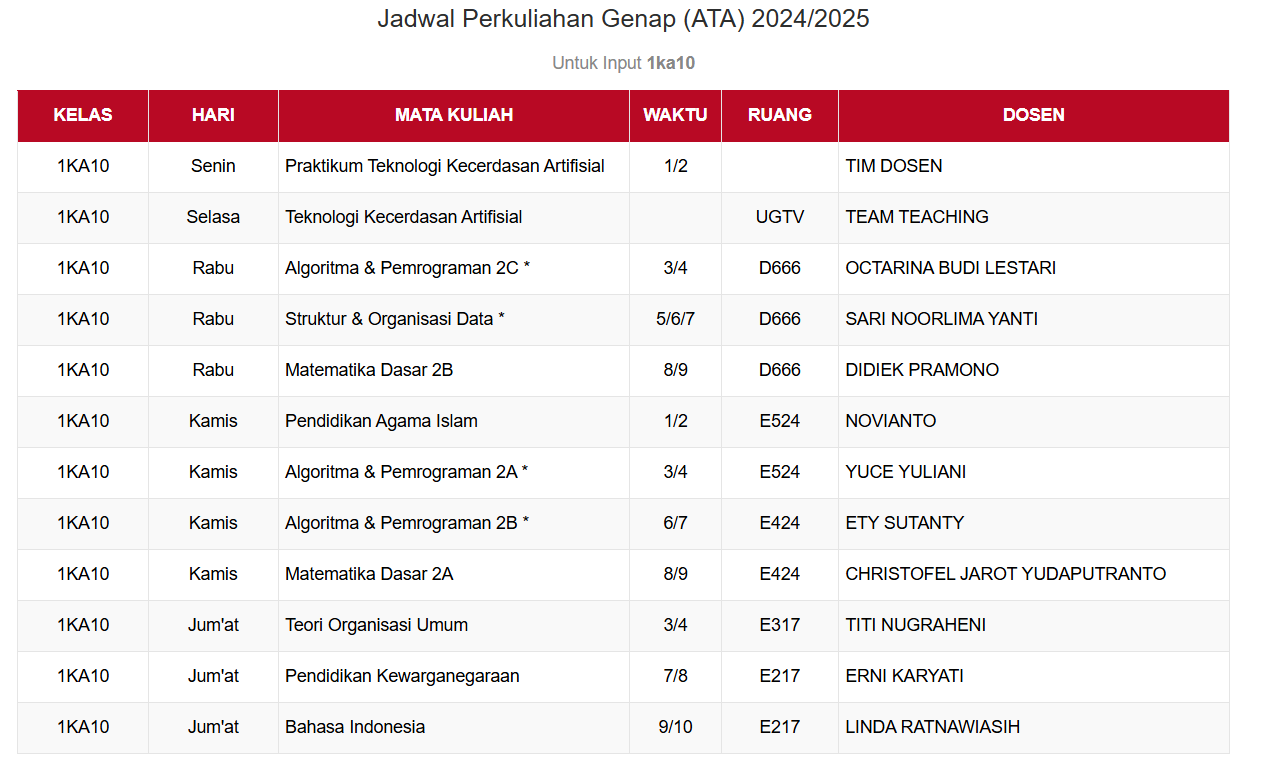 Jadwal Perkuliahan Genap (ATA) 2024/2025
Untuk Input 1ka10
KELAS HARI MATA KULIAH WAKTU RUANG DOSEN
1KA10 Senin Praktikum Teknologi Kecerdasan Artifisial 1/2 TIM DOSEN
1KA10 Selasa Teknologi Kecerdasan Artifisial UGTV TEAM TEACHING
1KA10 Rabu Algoritma & Pemrograman 2C * 3/4 D666 OCTARINA BUDI LESTARI
1KA10 Rabu Struktur & Organisasi Data * 5/6/7 D666 SARI NOORLIMA YANTI
1KA10 Rabu Matematika Dasar 2B 8/9 D666 DIDIEK PRAMONO
1KA10 Kamis Pendidikan Agama Islam 1/2 E524 NOVIANTO
1KA10 Kamis Algoritma & Pemrograman 2A * 3/4 E524 YUCE YULIANI
1KA10 Kamis Algoritma & Pemrograman 2B * 6/7 E424 ETY SUTANTY
1KA10 Kamis Matematika Dasar 2A 8/9 E424 CHRISTOFEL JAROT YUDAPUTRANTO
1KA10 Jum'at Teori Organisasi Umum 3/4 E317 TITI NUGRAHENI
1KA10 Jum'at Pendidikan Kewarganegaraan 7/8 E217 ERNI KARYATI
1KA10 Jum'at Bahasa Indonesia 9/10 E217 LINDA RATNAWIASIH